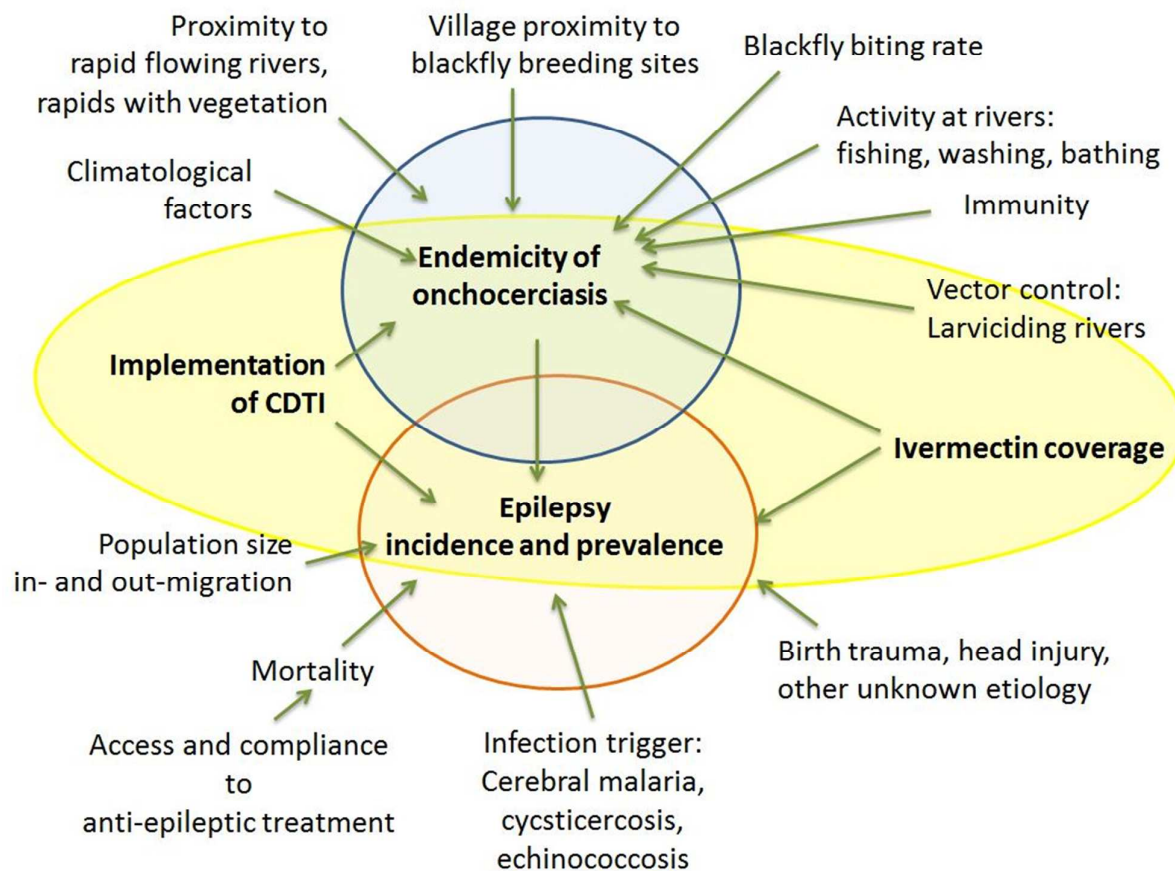 Proximity to
rapid flowing rivers,
rapids with vegetation
Village proximity to
blackfly breeding sites
Blackfly biting rate
Activity at rivers:
fishing, washing, bathing
Climatological
factors
Immunity
Endemicity of
onchocerciasis
Vector control:
Larviciding rivers
Implementation
of CDTI
Ivermectin coverage
Epilepsy
incidence and prevalence
Population size
in- and out-migration
Mortality
Birth trauma, head injury,
other unknown etiology
Access and compliance
to
anti-epileptic treatment
Infection trigger:
Cerebral malaria,
cycsticercosis,
echinococcosis